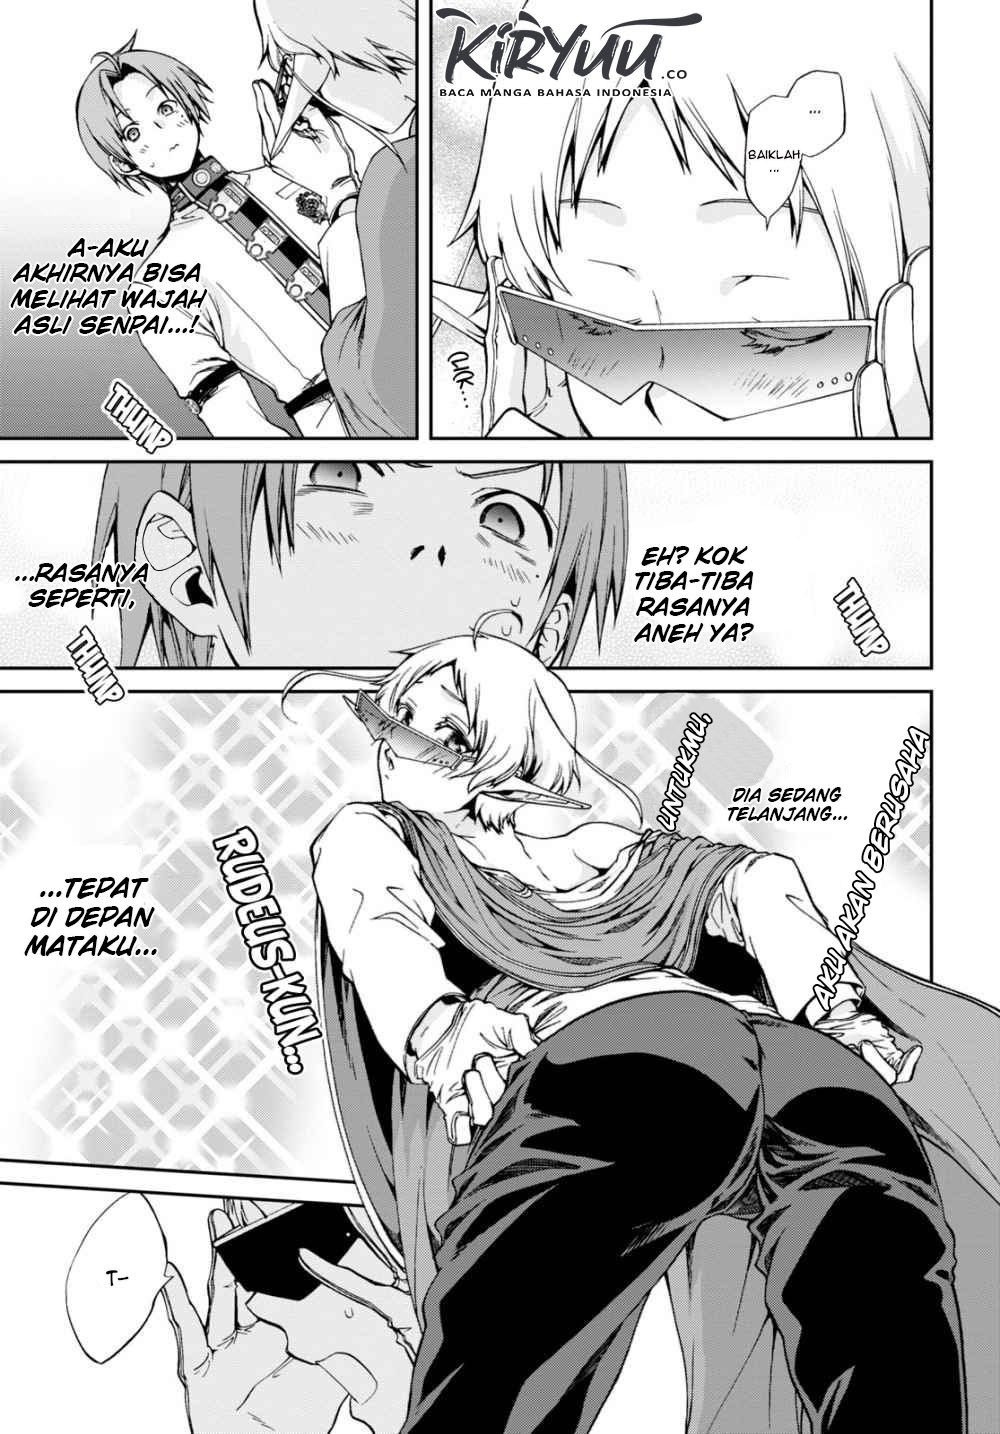 KiRYUU.CO
BACA MANGA BAHASA INDONESIA
...
BAIKLAH
...
A-AKU
AKHIRNYA BISA
MELIHAT WAJAH
ASLI SENPAI...!
THUMP
EH? KOK
TIBA-TIBA
RASANYA
ANEH YA?
THUMP
...RASANYA
SEPERTI,
THUMP
DIA SEDANG
TELANJANG...
...TEPAT
DI DEPAN
MATAKU...
AKU AKAN BERUSAHA
UNTUKMU,
RUDEUS-KUN...
T-